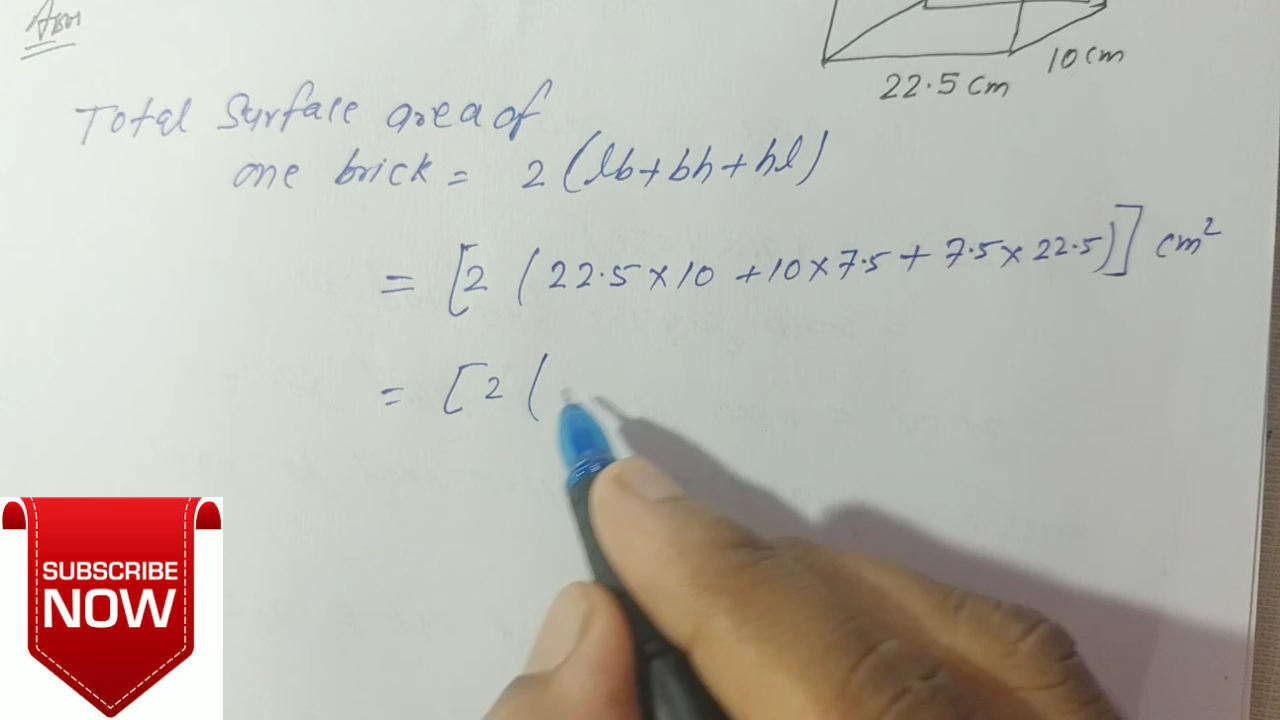 Ans
10 cm
22.5 cm
Total Surface area of
one brick = 2 (lb+bh+hl)
= [2 (22.5×10 +10×7.5 + 7.5×22.5)] cm²
= [2 (
SUBSCRIBE
NOW